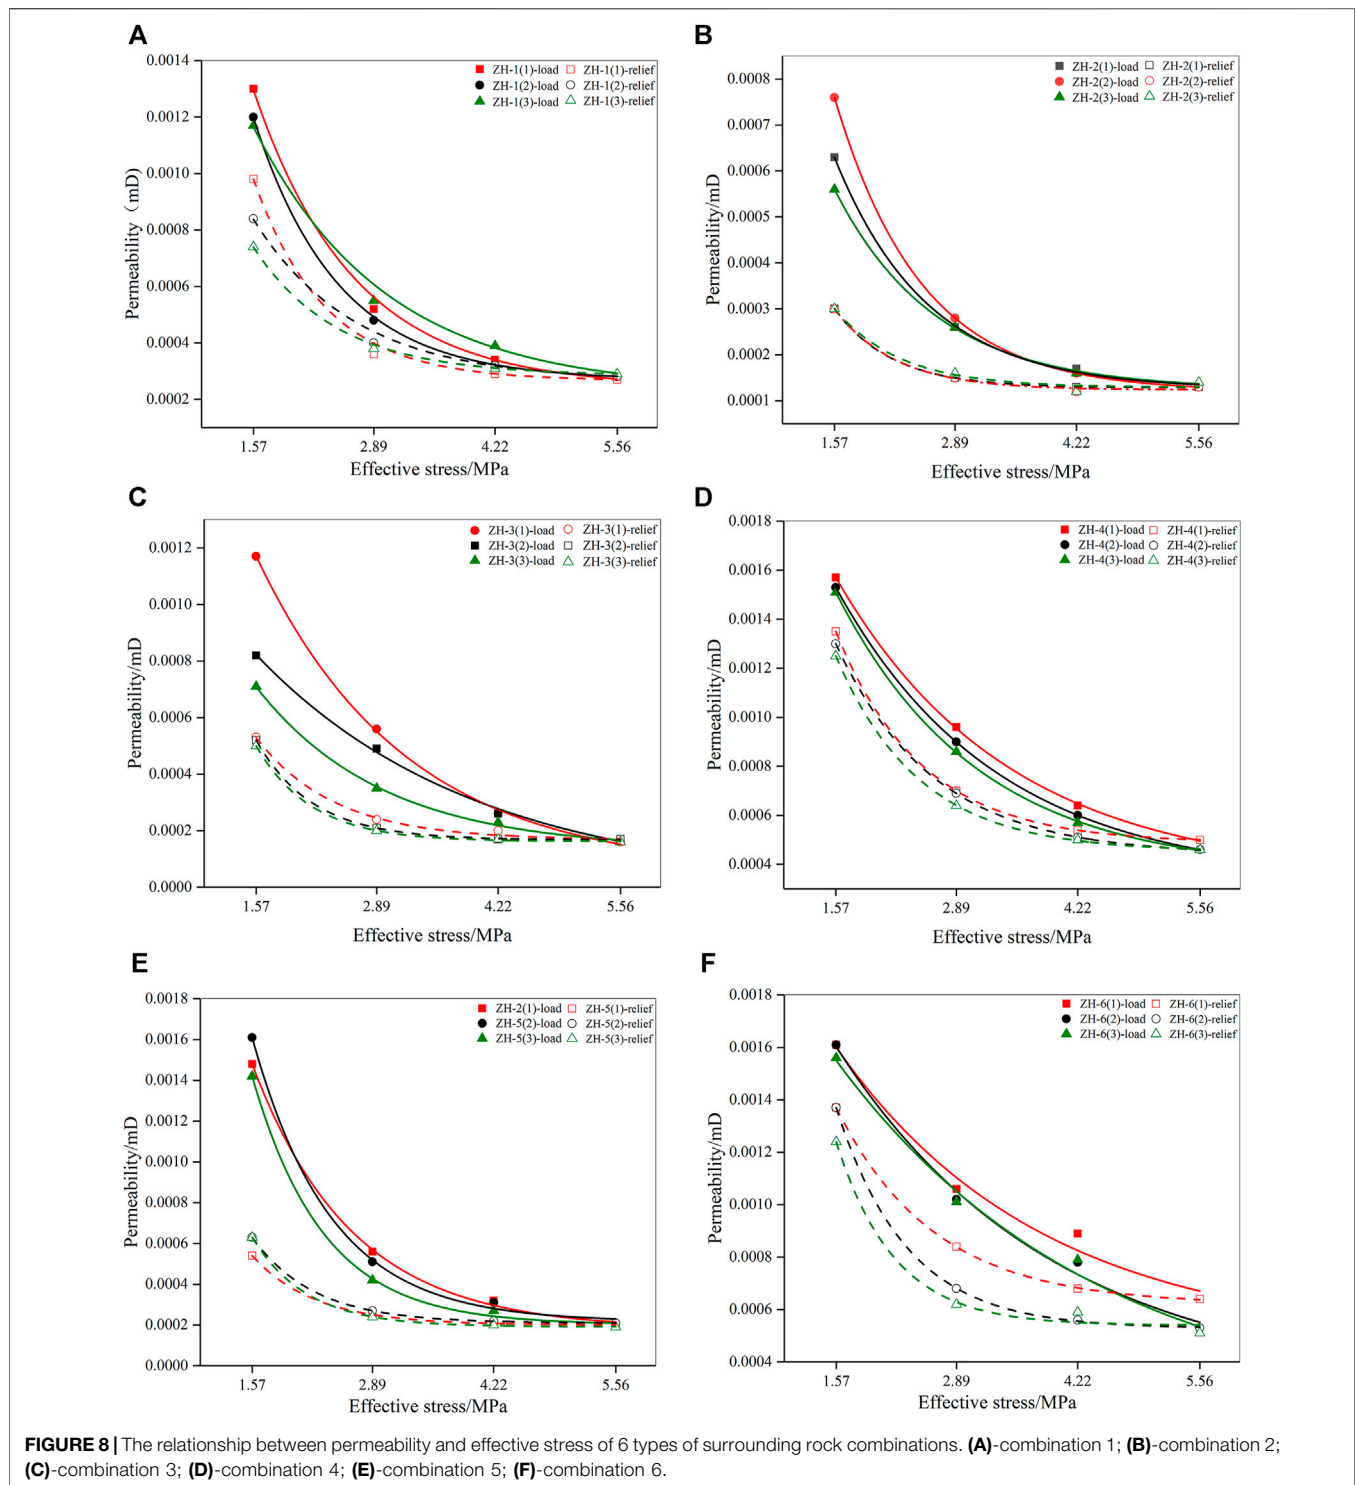 A
0.0014
0.0012
0.0010
0.0008
0.0006
0.0004
0.0002
Permeability (mD)
ZH-1(1)-load ZH-1(1)-relief
ZH-1(2)-load ZH-1(2)-relief
ZH-1(3)-load ZH-1(3)-relief
1.57 2.89 4.22 5.56
Effective stress/MPa
B
0.0008
0.0007
0.0006
0.0005
0.0004
0.0003
0.0002
0.0001
Permeability/mD
ZH-2(1)-load ZH-2(1)-relief
ZH-2(2)-load ZH-2(2)-relief
ZH-2(3)-load ZH-2(3)-relief
1.57 2.89 4.22 5.56
Effective stress/MPa
C
0.0012
0.0010
0.0008
0.0006
0.0004
0.0002
0.0000
Permeability/mD
ZH-3(1)-load ZH-3(1)-relief
ZH-3(2)-load ZH-3(2)-relief
ZH-3(3)-load ZH-3(3)-relief
1.57 2.89 4.22 5.56
Effective stress/MPa
D
0.0018
0.0016
0.0014
0.0012
0.0010
0.0008
0.0006
0.0004
Permeability/mD
ZH-4(1)-load ZH-4(1)-relief
ZH-4(2)-load ZH-4(2)-relief
ZH-4(3)-load ZH-4(3)-relief
1.57 2.89 4.22 5.56
Effective stress/MPa
E
0.0018
0.0016
0.0014
0.0012
0.0010
0.0008
0.0006
0.0004
0.0002
0.0000
Permeability/mD
ZH-2(1)-load ZH-5(1)-relief
ZH-5(2)-load ZH-5(2)-relief
ZH-5(3)-load ZH-5(3)-relief
1.57 2.89 4.22 5.56
Effective stress/MPa
F
0.0018
0.0016
0.0014
0.0012
0.0010
0.0008
0.0006
0.0004
Permeability/mD
ZH-6(1)-load ZH-6(1)-relief
ZH-6(2)-load ZH-6(2)-relief
ZH-6(3)-load ZH-6(3)-relief
1.57 2.89 4.22 5.56
Effective stress/MPa
FIGURE 8 | The relationship between permeability and effective stress of 6 types of surrounding rock combinations. (A)-combination 1; (B)-combination 2;
(C)-combination 3; (D)-combination 4; (E)-combination 5; (F)-combination 6.